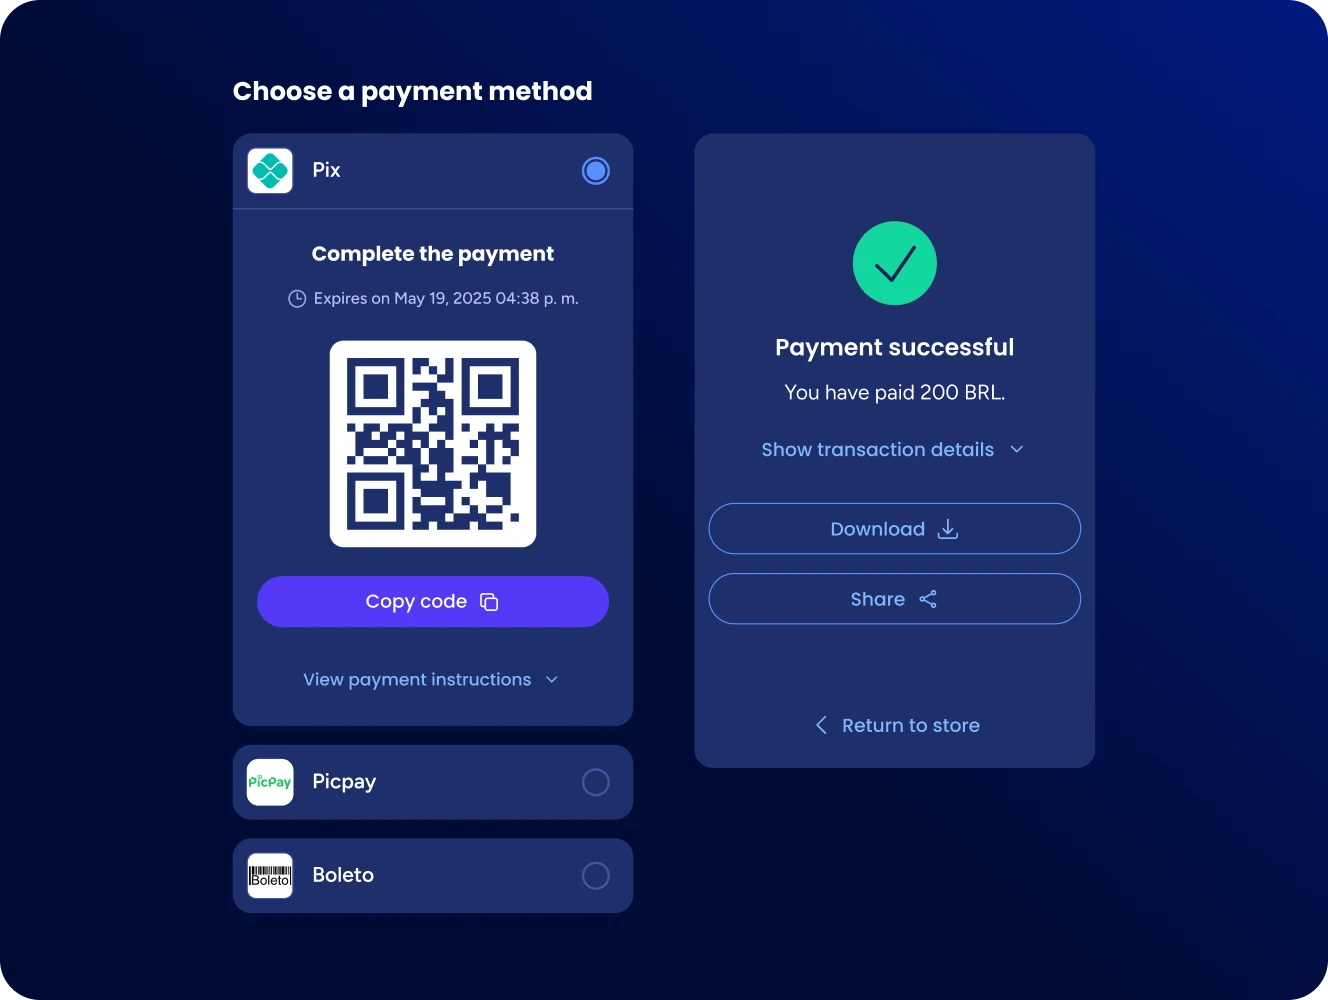 Choose a payment method
Pix
Complete the payment
Expires on May 19, 2025 04:38 p. m.
Copy code
View payment instructions
PicPay
Picpay
Boleto
Boleto
Payment successful
You have paid 200 BRL.
Show transaction details
Download
Share
Return to store